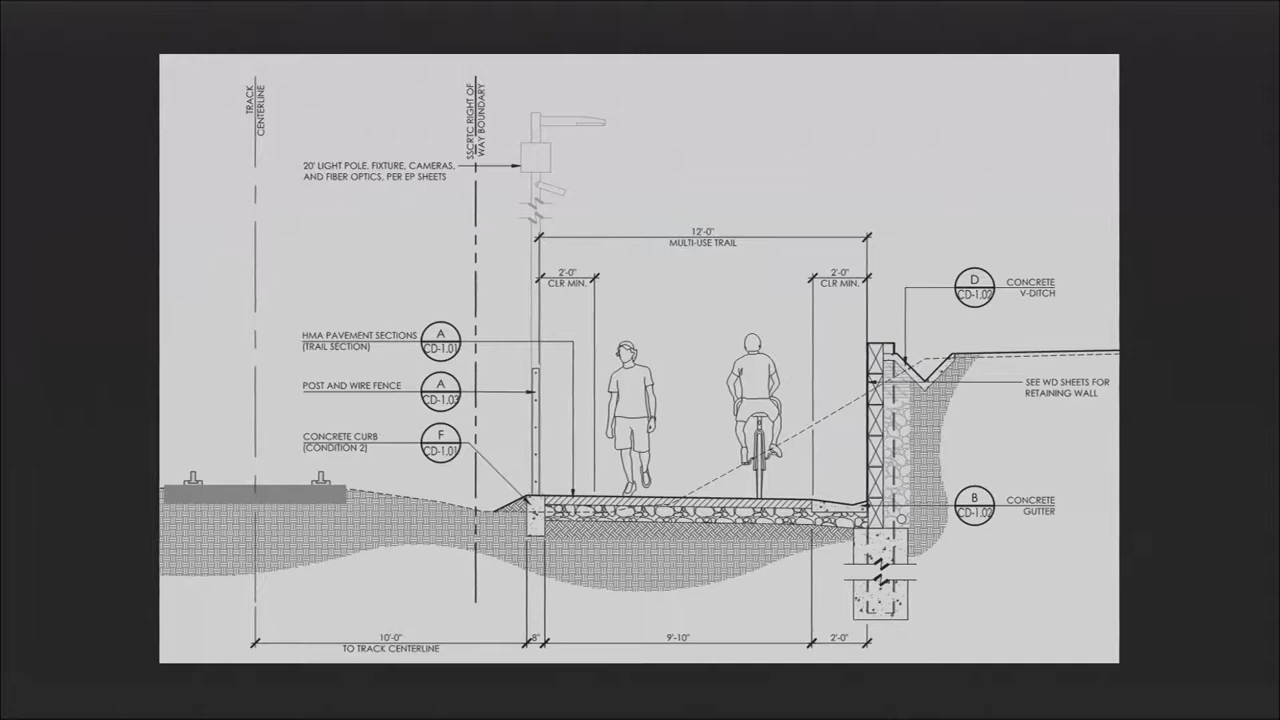 TRACK
CENTERLINE
SSCRTC RIGHT OF
WAY BOUNDARY
20' LIGHT POLE, FIXTURE, CAMERAS,
AND FIBER OPTICS, PER EP SHEETS
12'-0"
MULTI-USE TRAIL
2'-0"
CLR MIN.
2'-0"
CLR MIN.
D
CD-1.02
CONCRETE
V-DITCH
HMA PAVEMENT SECTIONS
(TRAIL SECTION)
A
CD-1.01
POST AND WIRE FENCE
A
CD-1.03
SEE WD SHEETS FOR
RETAINING WALL
CONCRETE CURB
(CONDITION 2)
F
CD-1.01
B
CD-1.02
CONCRETE
GUTTER
10'-0"
TO TRACK CENTERLINE
8"
9'-10"
2'-0"